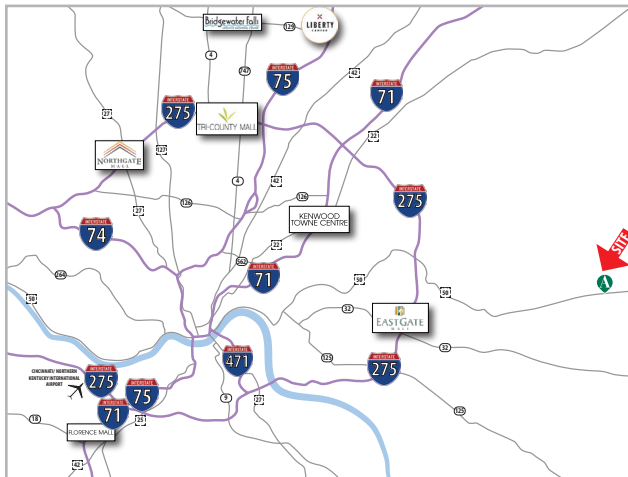 Bridgewater Falls
129
LIBERTY
CENTER
4
747
INTERSTATE
75
42
INTERSTATE
71
27
INTERSTATE
275
TRI-COUNTY MALL
22
127
NORTHGATE
MALL
4
42
126
126
INTERSTATE
275
27
KENWOOD
TOWNE CENTRE
INTERSTATE
74
22
SITE
562
264
INTERSTATE
71
50
50
A
50
32
EASTGATE
MALL
32
INTERSTATE
471
125
INTERSTATE
275
CINCINNATI/ NORTHERN
KENTUCKY INTERNATIONAL
AIRPORT
INTERSTATE
275
INTERSTATE
75
9
27
INTERSTATE
71
125
18
25
FLORENCE MALL
42